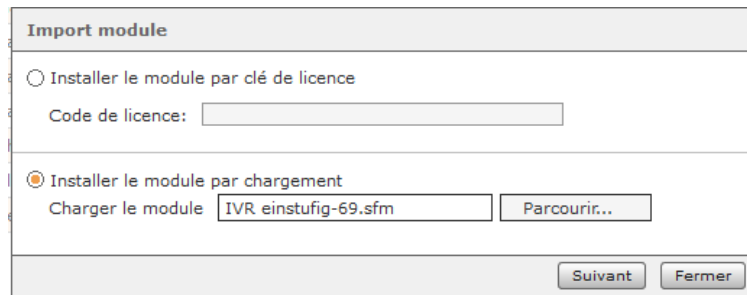 Import module
Installer le module par clé de licence
Code de licence:
Installer le module par chargement
Charger le module IVR einstufig-69.sfm Parcourir...
Suivant Fermer